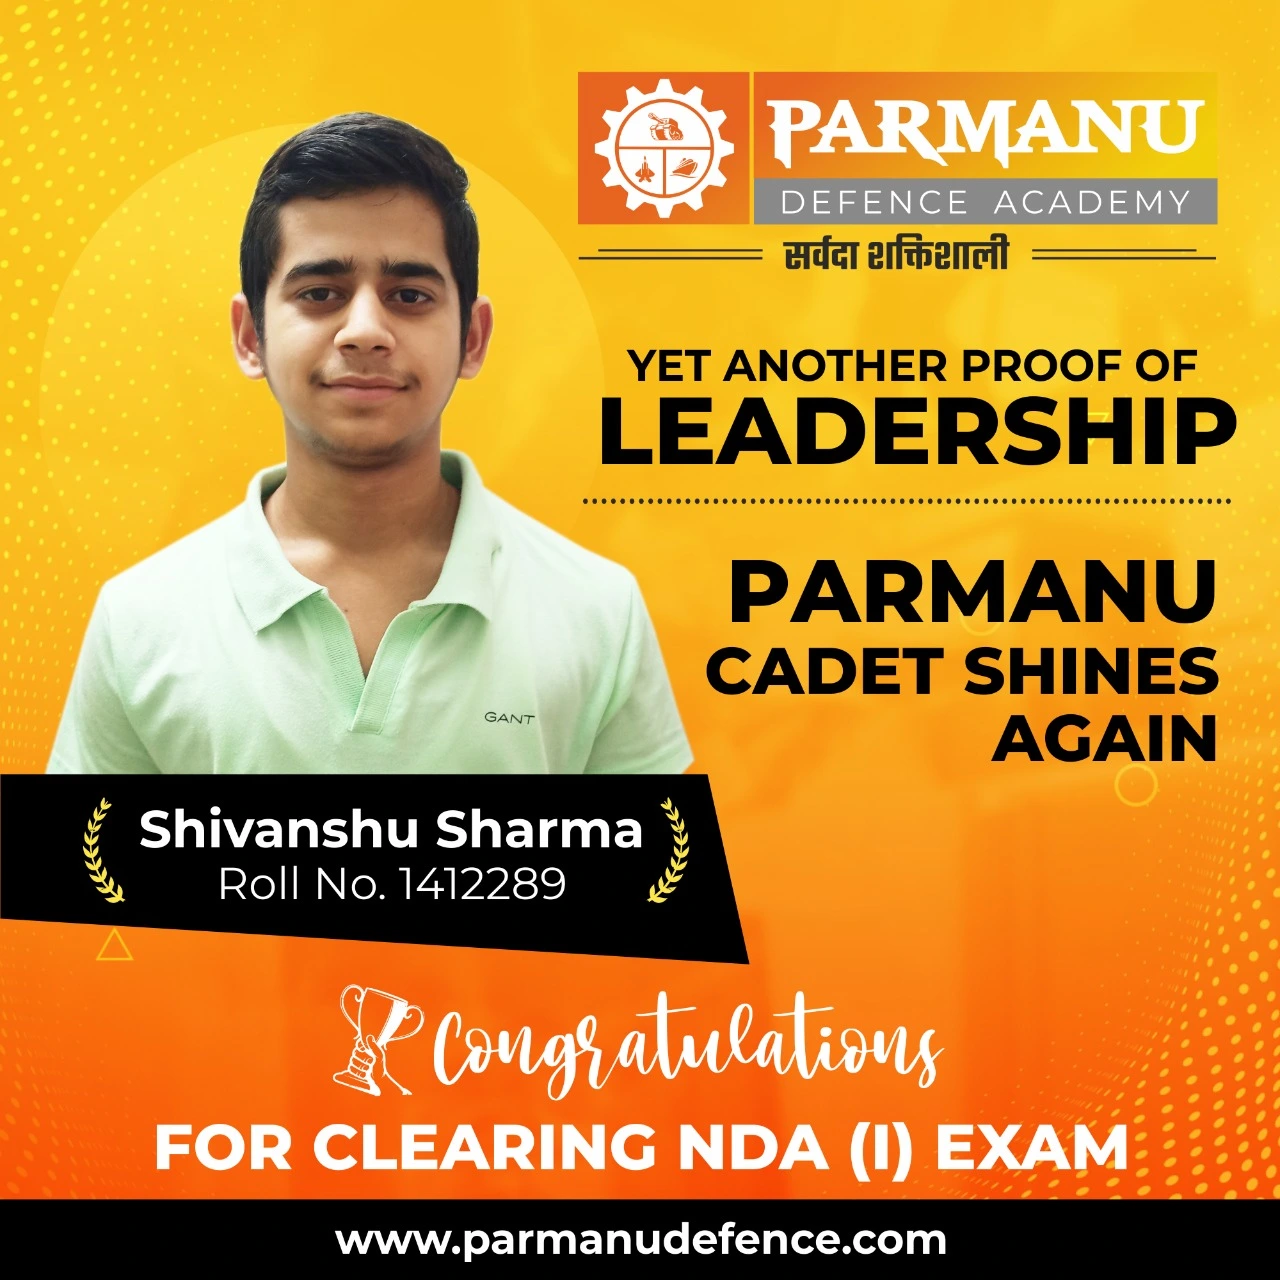 PARMANU
DEFENCE ACADEMY
सर्वदा शक्तिशाली
YET ANOTHER PROOF OF
LEADERSHIP
PARMANU
CADET SHINES
AGAIN
GANT
Shivanshu Sharma
Roll No. 1412289
Congratulations
FOR CLEARING NDA (I) EXAM
www.parmanudefence.com